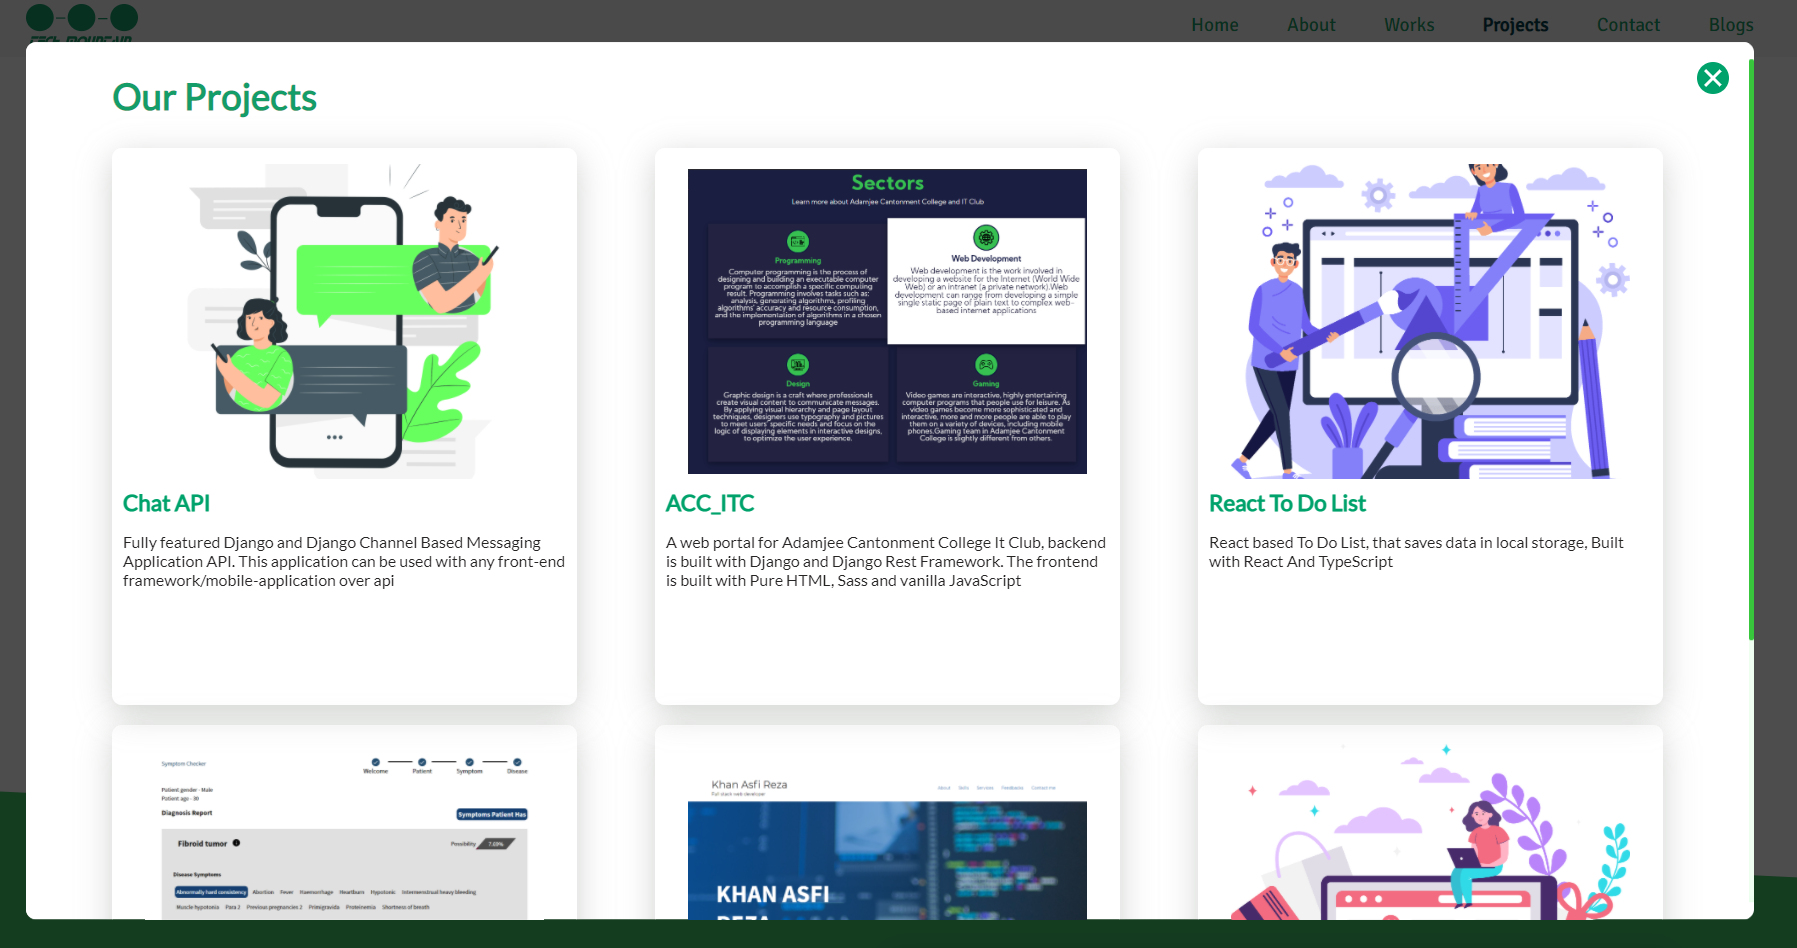 Home About Works Projects Contact Blogs
Our Projects
Sectors
Learn more about Adamjee Cantonment College and IT Club
Programming
Computer programming is the process of
designing and building an executable computer
program to accomplish a specific computing
result. Programming involves tasks such as:
analysis, generating algorithms, profiling
algorithms' accuracy and resource consumption,
and the implementation of algorithms in a chosen
programming language
Web Development
Web development is the work involved in
developing a website for the Internet (World Wide
Web) or an intranet (a private network).Web
development can range from developing a simple
single static page of plain text to complex web-
based internet applications
Design
Graphic design is a craft where professionals
create visual content to communicate messages.
By applying visual hierarchy and page layout
techniques, designers use typography and pictures
to meet users' specific needs and focus on the
logic of displaying elements in interactive designs,
to optimize the user experience.
Gaming
Video games are interactive, highly entertaining
computer programs that people use for leisure. As
video games become more sophisticated and
interactive, more and more people are able to play
them on a variety of devices, including mobile
phones.Gaming team in Adamjee Cantonment
College is slightly different from others.
Chat API
Fully featured Django and Django Channel Based Messaging
Application API. This application can be used with any front-end
framework/mobile-application over api
ACC_ITC
A web portal for Adamjee Cantonment College It Club, backend
is built with Django and Django Rest Framework. The frontend
is built with Pure HTML, Sass and vanilla JavaScript
React To Do List
React based To Do List, that saves data in local storage, Built
with React And TypeScript
Symptom Checker
Welcome Patient Symptom Disease
Patient gender - Male
Patient age - 30
Diagnosis Report
Symptoms Patient Has
Fibroid tumor
Possibility 7.69%
Disease Symptoms
Abnormally hard consistency Abortion Fever Haemorrhage Heartburn Hypotonic Intermenstrual heavy bleeding
Muscle hypotonia Para 2 Previous pregnancies 2 Primigravida Proteinemia Shortness of breath
Khan Asfi Reza
Full stack web developer
About Skills Services Feedbacks Contact me
KHAN ASFI
REZA